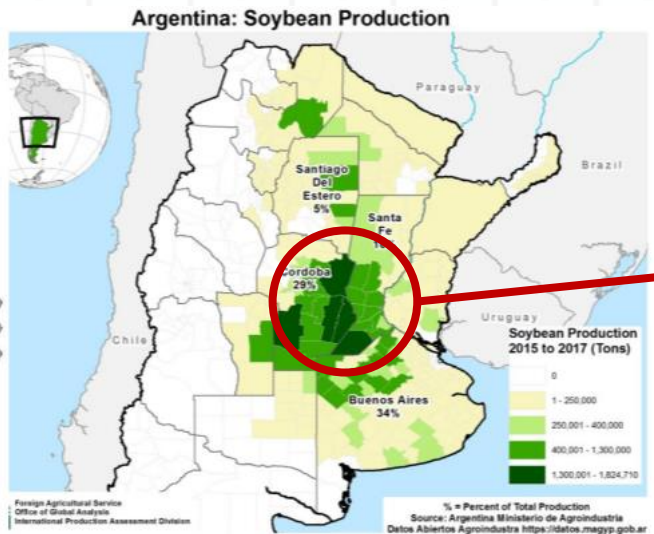 Argentina: Soybean Production
Paraguay
Brazil
Santiago
Del
Estero
5%
Santa
Fe
Cordoba
29%
Uruguay
Chile
Buenos Aires
34%
Soybean Production
2015 to 2017 (Tons)
0
1 - 250,000
250,001 - 400,000
400,001 - 1,300,000
1,300,001 - 1,824,710
Foreign Agricultural Service
Office of Global Analysis
International Production Assessment Division
% = Percent of Total Production
Source: Argentina Ministerio de Agroindustria
Datos Abiertos Agroindustra https://datos.magyp.gob.ar